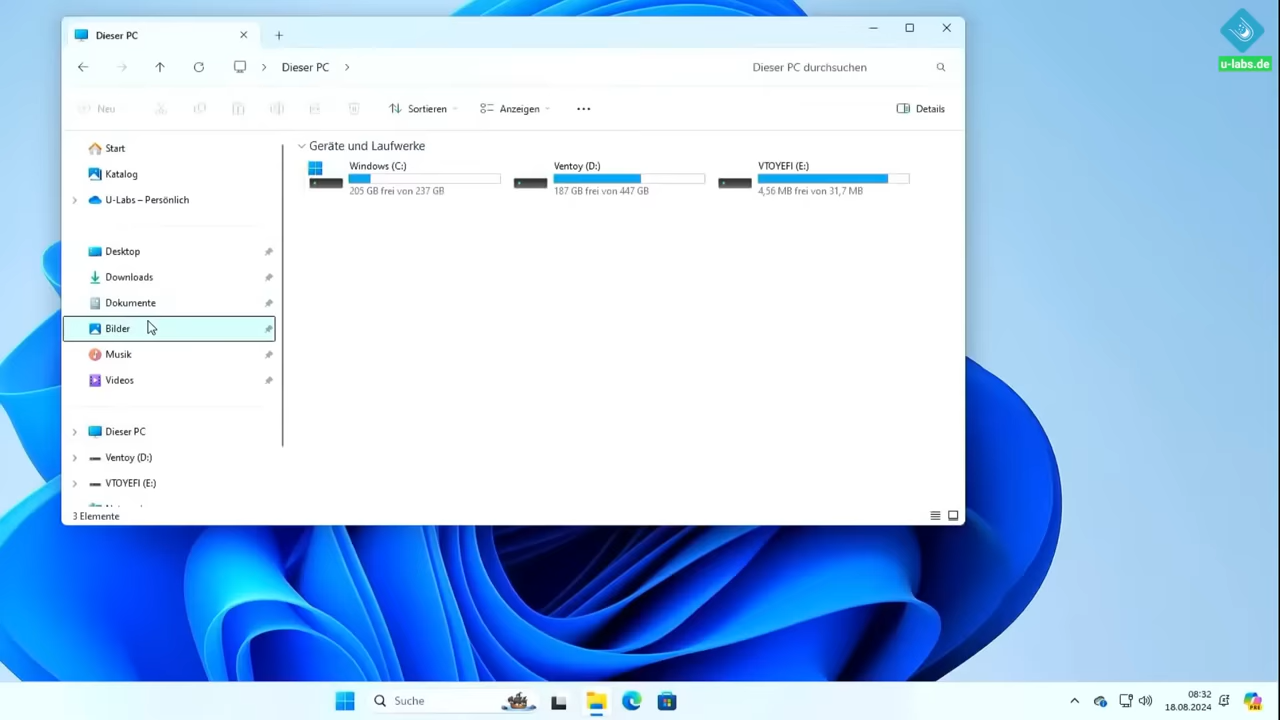 Dieser PC
u-labs.de
Dieser PC
Dieser PC durchsuchen
Neu
Sortieren
Anzeigen
Details
Start
Katalog
U-Labs – Persönlich
Desktop
Downloads
Dokumente
Bilder
Musik
Videos
Dieser PC
Ventoy (D:)
VTOYEFI (E:)
Geräte und Laufwerke
Windows (C:)
205 GB frei von 237 GB
Ventoy (D:)
187 GB frei von 447 GB
VTOYEFI (E:)
4,56 MB frei von 31,7 MB
3 Elemente
Suche
08:32
18.08.2024
PRE